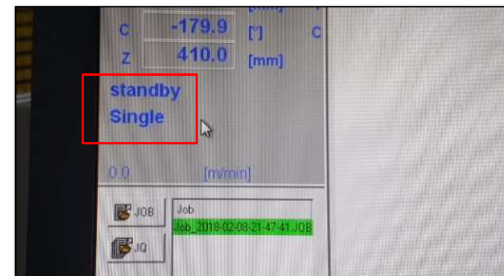 C -179.9 [°] C
Z 410.0 [mm]
standby
Single
0.0 [m/min]
JOB Job
Job_2018-02-08-21-47-41.JOB
JQ